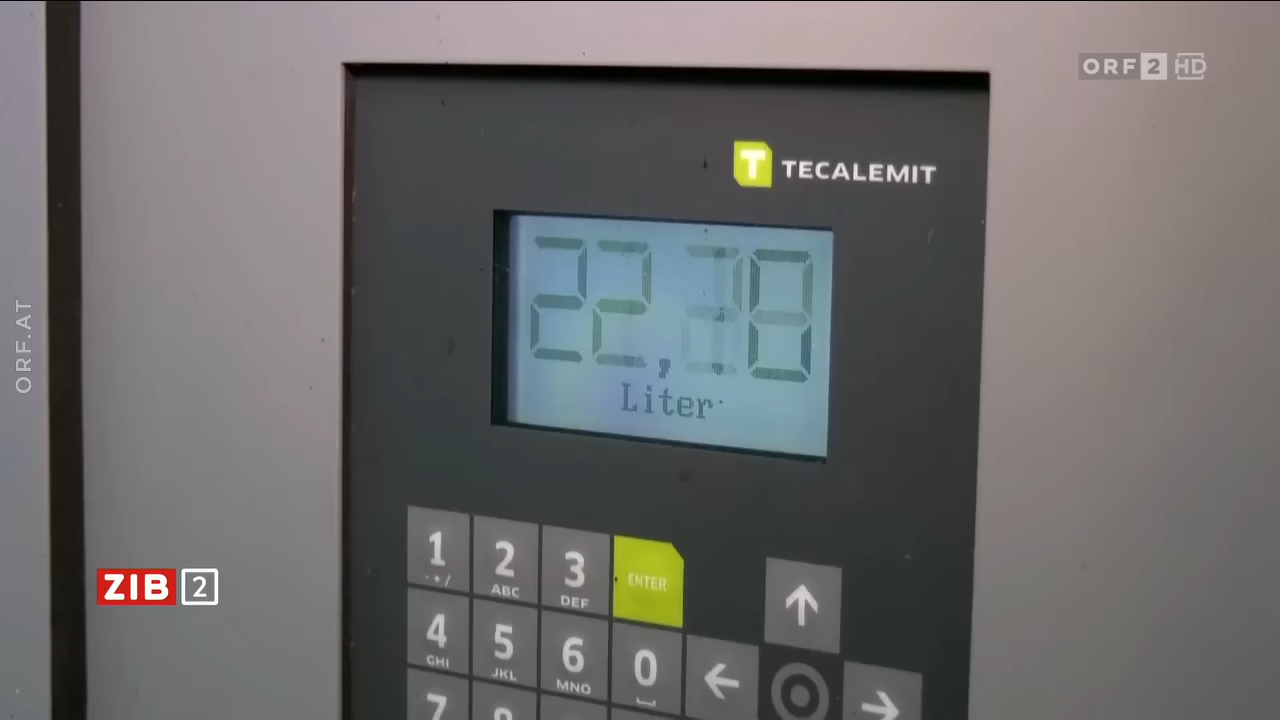 ORF 2 HD
TECALEMIT
22,
Liter
ORF.AT
1 2 3 ENTER
-+/ ABC DEF
4 5 6 0
GHI JKL MNO
7
ZIB 2